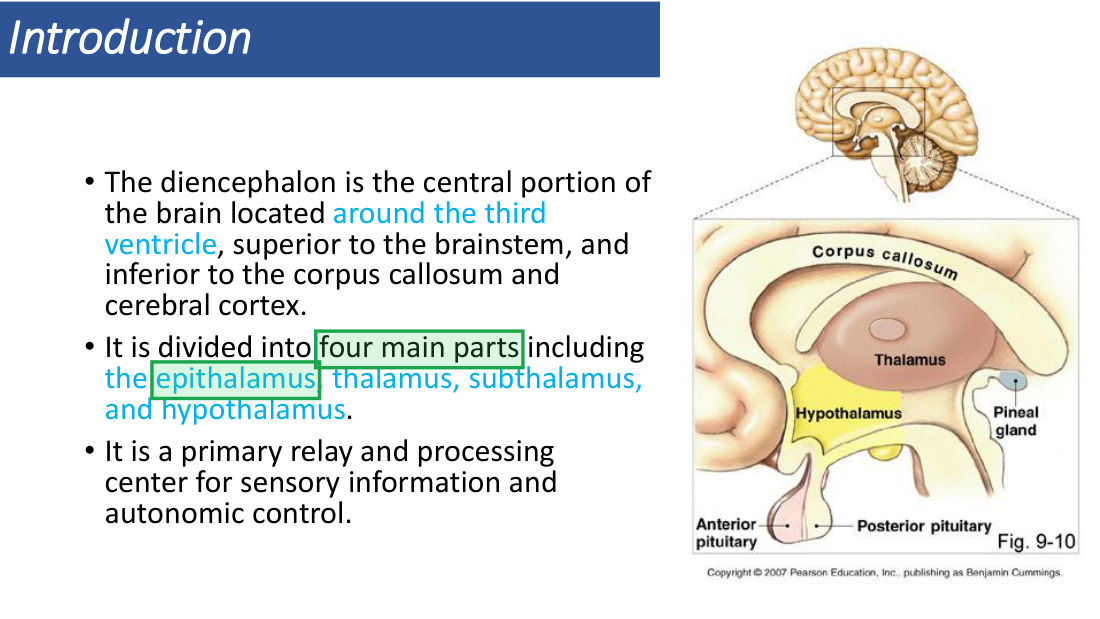 Introduction
• The diencephalon is the central portion of
the brain located around the third
ventricle, superior to the brainstem, and
inferior to the corpus callosum and
cerebral cortex.
• It is divided into four main parts including
the epithalamus, thalamus, subthalamus,
and hypothalamus.
• It is a primary relay and processing
center for sensory information and
autonomic control.
Corpus callosum
Thalamus
Hypothalamus
Pineal
gland
Anterior
pituitary
Posterior pituitary
Fig. 9-10
Copyright © 2007 Pearson Education, Inc., publishing as Benjamin Cummings.